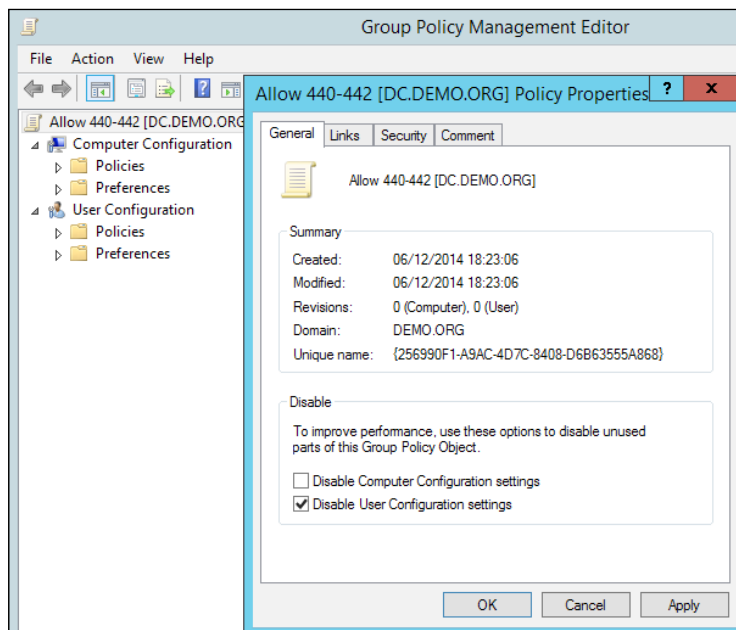 Group Policy Management Editor
File Action View Help
Allow 440-442 [DC.DEMO.ORG
Computer Configuration
Policies
Preferences
User Configuration
Policies
Preferences
Allow 440-442 [DC.DEMO.ORG] Policy Properties
? x
General Links Security Comment
Allow 440-442 [DC.DEMO.ORG]
Summary
Created: 06/12/2014 18:23:06
Modified: 06/12/2014 18:23:06
Revisions: 0 (Computer), 0 (User)
Domain: DEMO.ORG
Unique name: {256990F1-A9AC-4D7C-8408-D6B63555A868}
Disable
To improve performance, use these options to disable unused
parts of this Group Policy Object.
Disable Computer Configuration settings
Disable User Configuration settings
OK Cancel Apply